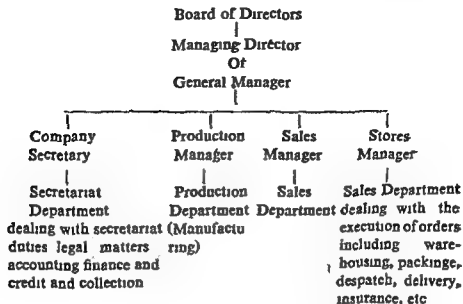 Board of Directors
Managing Director
Of
General Manager
Company Secretary
Production Manager
Sales Manager
Stores Manager
Secretariat Department
dealing with secretariat
duties legal matters
accounting finance and
credit and collection
Production Department
(Manufactu
ring)
Sales Department
Sales Department
dealing with the
execution of orders
including ware-
housing, packing,
despatch, delivery,
insurance, etc